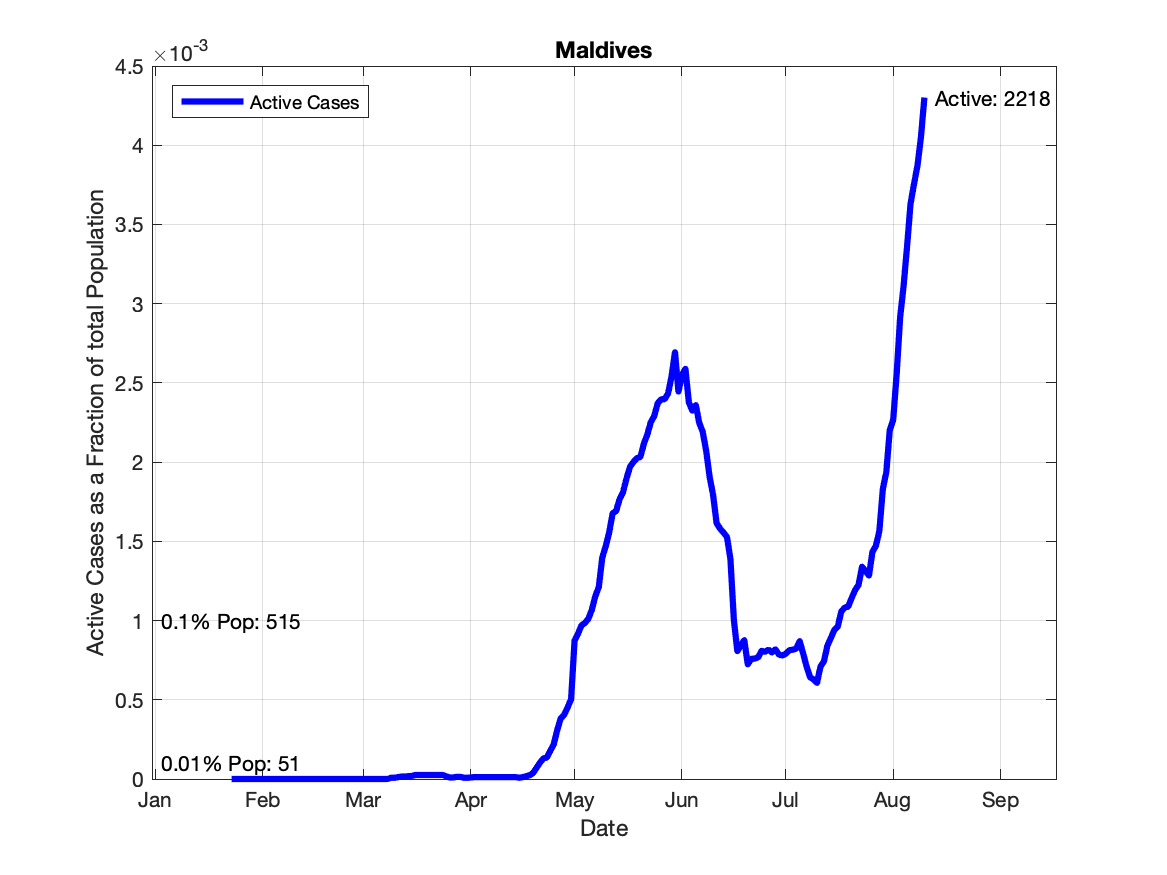 Maldives
×10-3
4.5
4
3.5
3
2.5
2
1.5
1
0.5
0
Active Cases as a Fraction of total Population
Active Cases
Active: 2218
0.1% Pop: 515
0.01% Pop: 51
Jan Feb Mar Apr May Jun Jul Aug Sep
Date